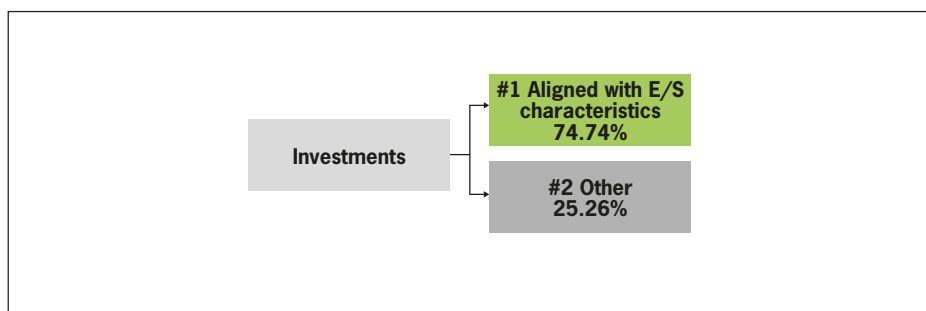 Investments
#1 Aligned with E/S
characteristics
74.74%
#2 Other
25.26%